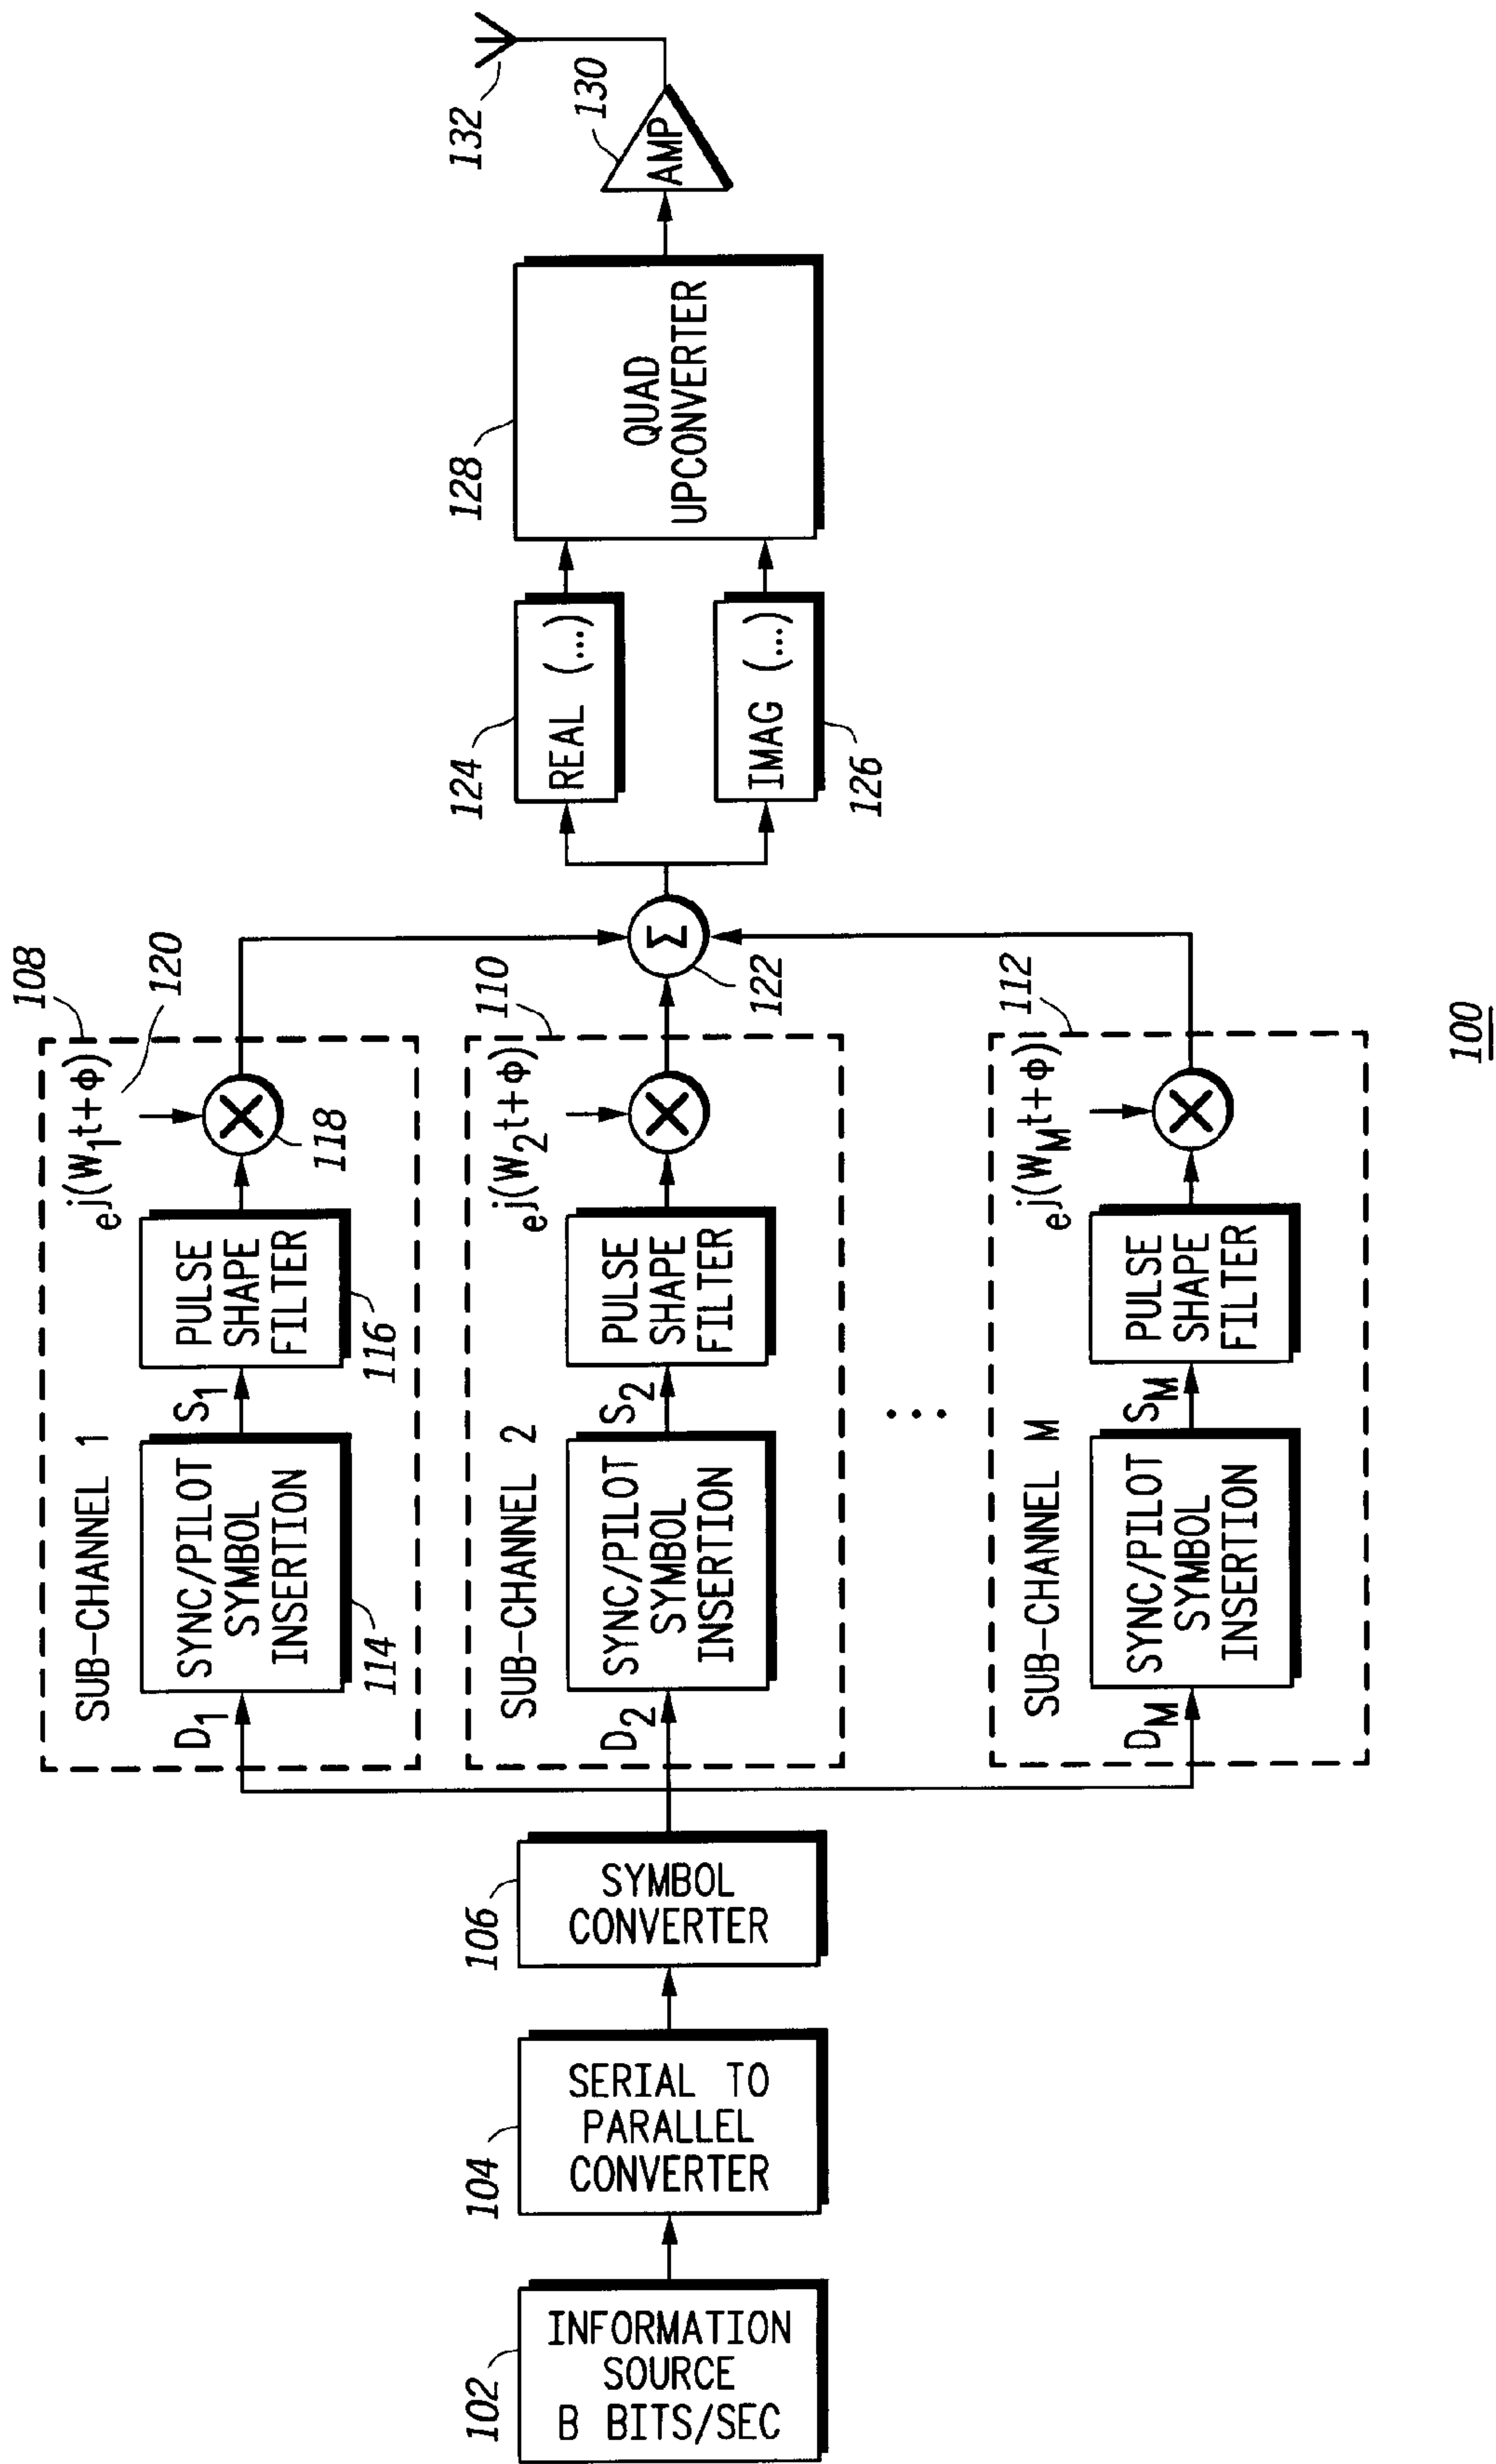 102
INFORMATION
SOURCE
B BITS/SEC
104
SERIAL TO
PARALLEL
CONVERTER
106
SYMBOL
CONVERTER
108
SUB-CHANNEL 1
D1
SYNC/PILOT
SYMBOL
INSERTION
114
S1
PULSE
SHAPE
FILTER
116
e^j(W1t+ϕ)
120
118
110
SUB-CHANNEL 2
D2
SYNC/PILOT
SYMBOL
INSERTION
S2
PULSE
SHAPE
FILTER
e^j(W2t+ϕ)
...
112
SUB-CHANNEL M
DM
SYNC/PILOT
SYMBOL
INSERTION
SM
PULSE
SHAPE
FILTER
e^j(WMt+ϕ)
Σ
122
124
REAL (...)
IMAG (...)
126
128
QUAD
UPCONVERTER
AMP
130
132
100